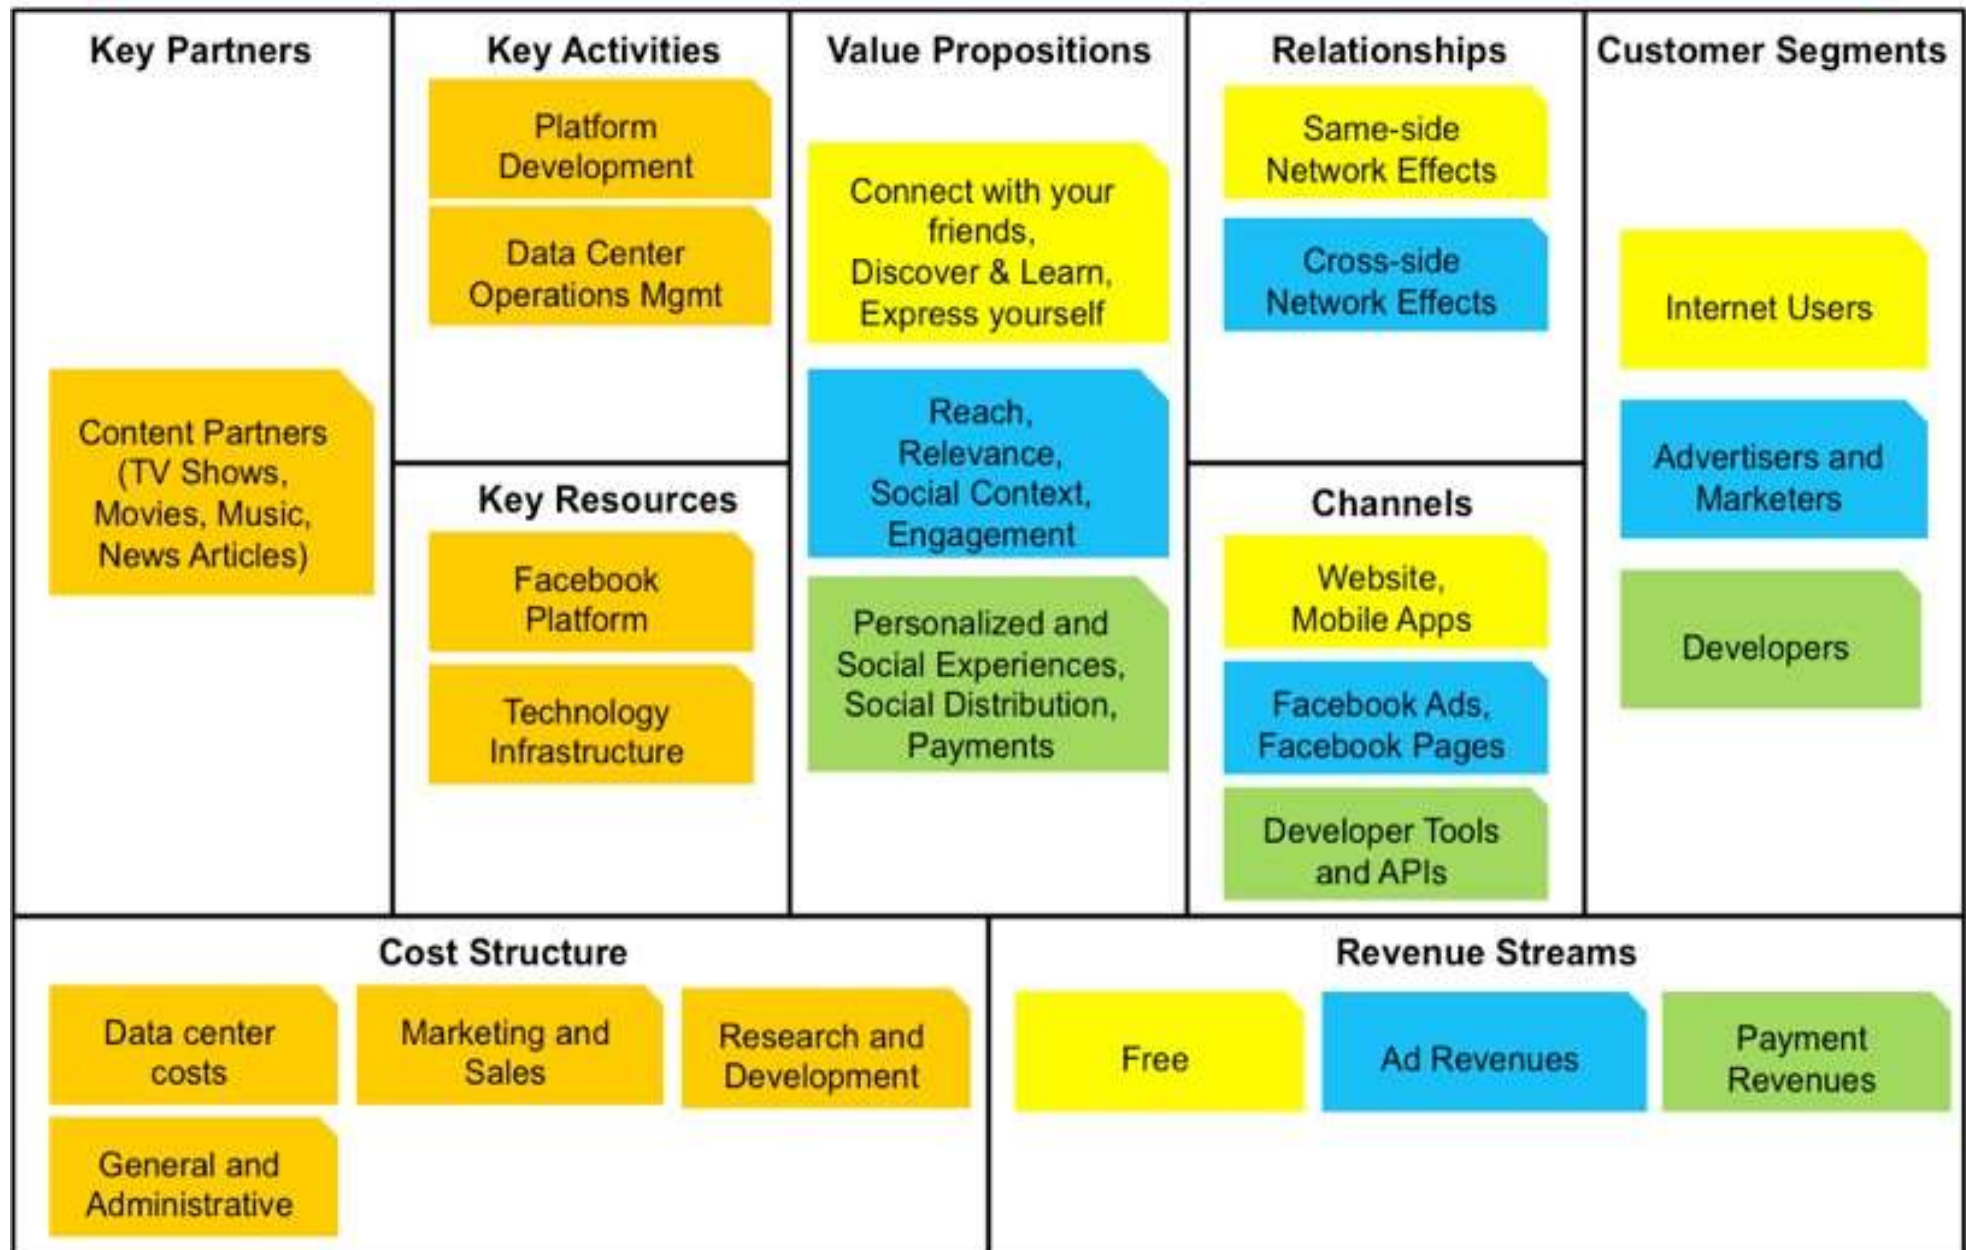 Key Partners
Content Partners
(TV Shows,
Movies, Music,
News Articles)
Key Activities
Platform
Development
Data Center
Operations Mgmt
Key Resources
Facebook
Platform
Technology
Infrastructure
Value Propositions
Connect with your
friends,
Discover & Learn,
Express yourself
Reach,
Relevance,
Social Context,
Engagement
Personalized and
Social Experiences,
Social Distribution,
Payments
Relationships
Same-side
Network Effects
Cross-side
Network Effects
Channels
Website,
Mobile Apps
Facebook Ads,
Facebook Pages
Developer Tools
and APIs
Customer Segments
Internet Users
Advertisers and
Marketers
Developers
Cost Structure
Data center
costs
Marketing and
Sales
Research and
Development
General and
Administrative
Revenue Streams
Free
Ad Revenues
Payment
Revenues